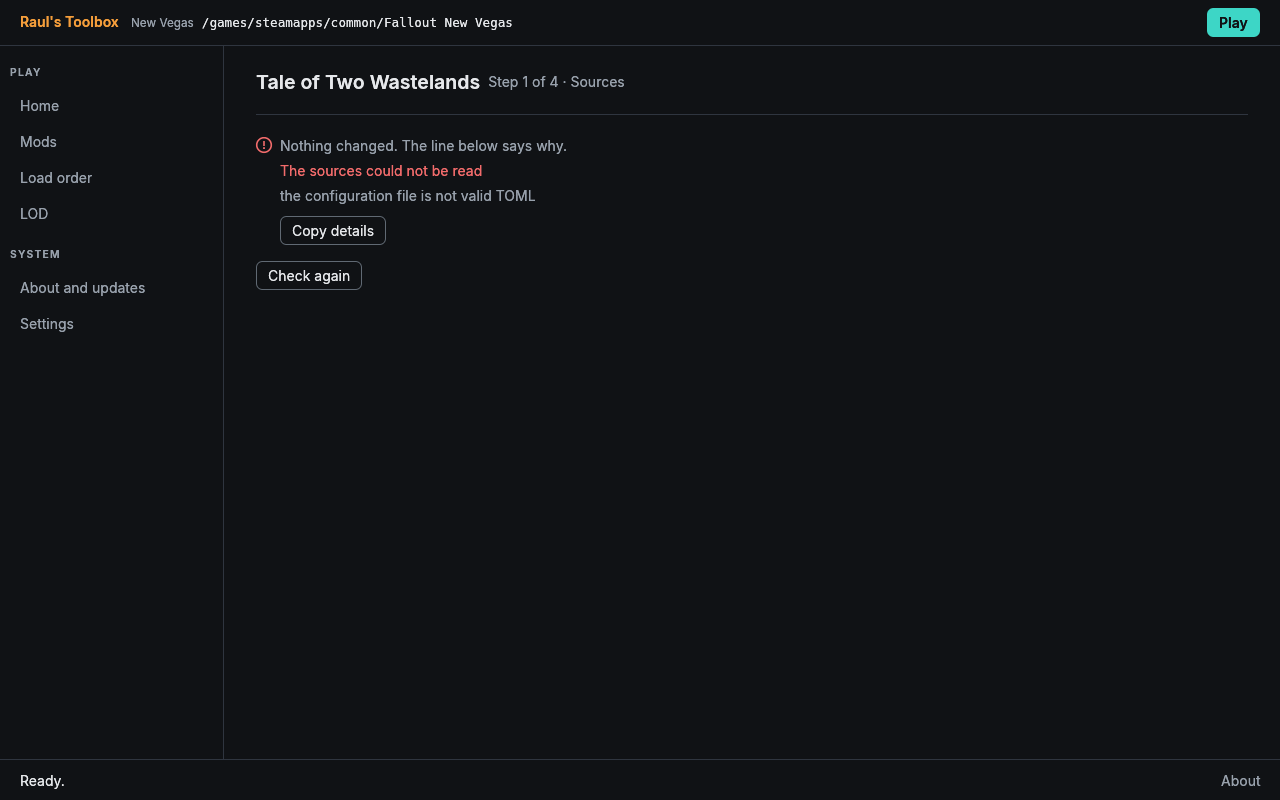 Raul's Toolbox New Vegas /games/steamapps/common/Fallout New Vegas Play
PLAY
Home
Mods
Load order
LOD
SYSTEM
About and updates
Settings
Tale of Two Wastelands Step 1 of 4 · Sources
Nothing changed. The line below says why.
The sources could not be read
the configuration file is not valid TOML
Copy details
Check again
Ready. About